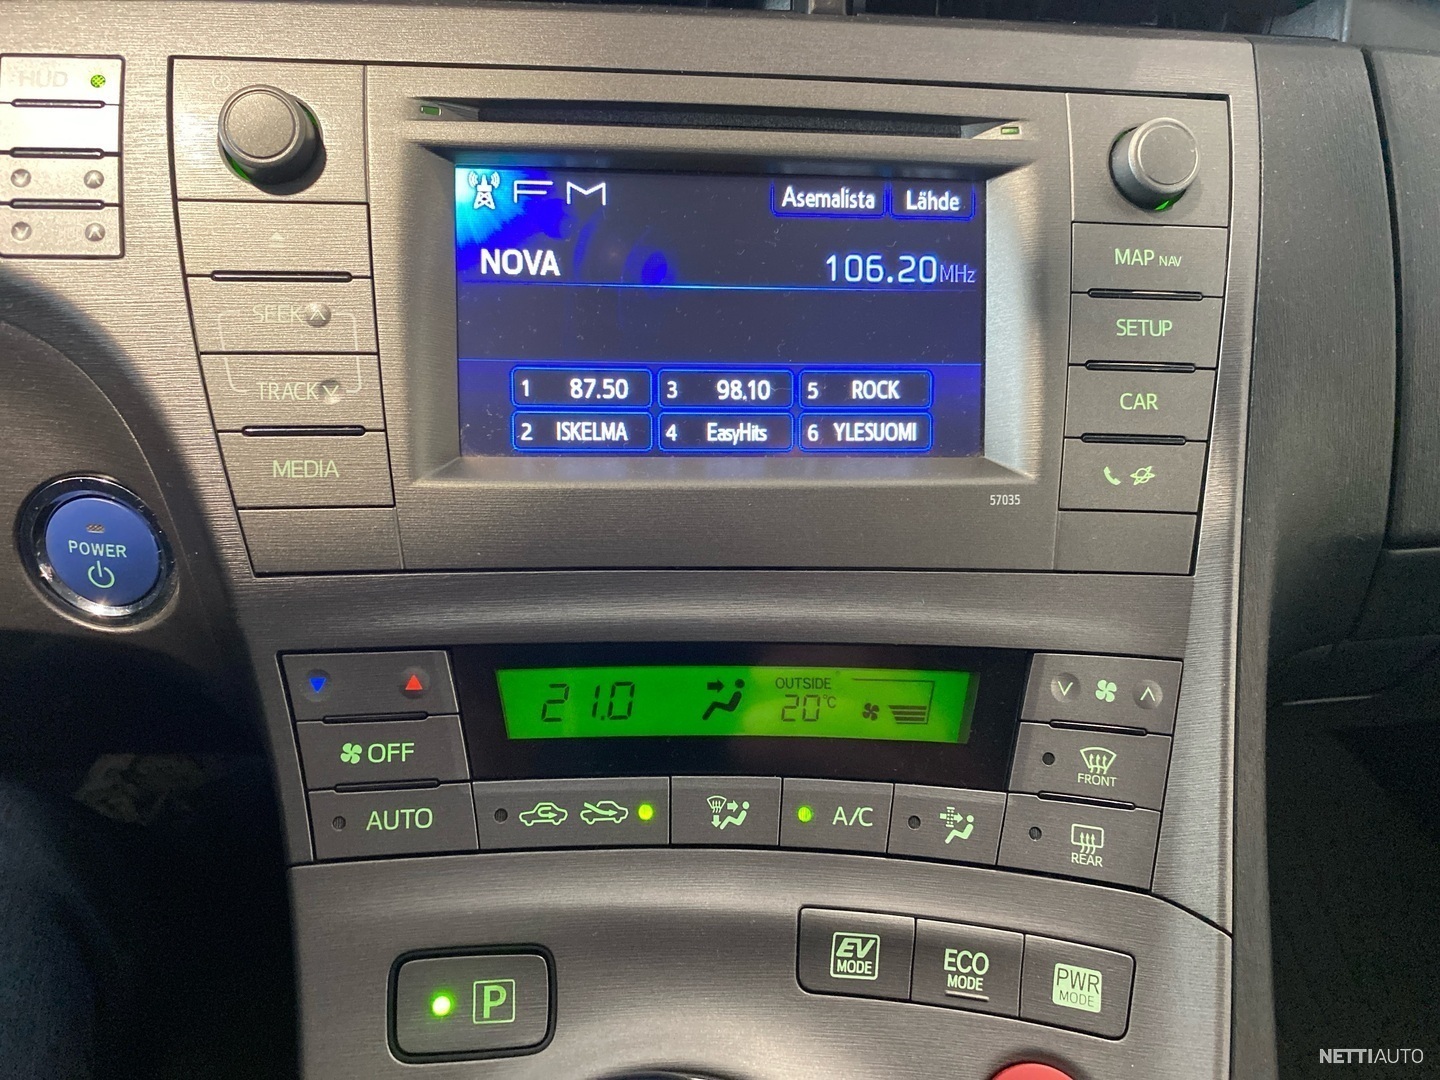 HUD
FM
Asemalista
Lähde
NOVA
106.20 MHz
1 87.50
3 98.10
5 ROCK
2 ISKELMA
4 EasyHits
6 YLESUOMI
57035
SEEK
TRACK
MEDIA
MAP NAV
SETUP
CAR
POWER
21.0
OUTSIDE
20°C
OFF
AUTO
A/C
FRONT
REAR
EV
MODE
ECO
MODE
PWR
MODE
P
NETTIAUTO